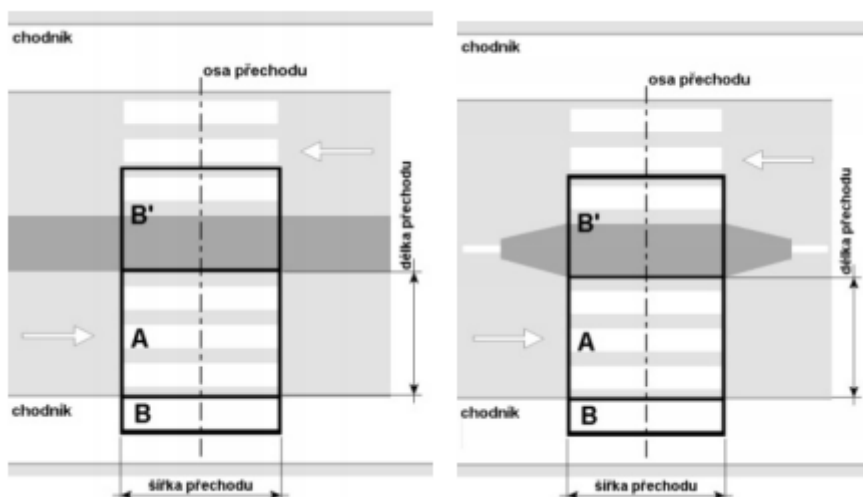 chodník
osa přechodu
B'
délka přechodu
A
chodník
B
šířka přechodu
chodník
osa přechodu
B'
délka přechodu
A
chodník
B
šířka přechodu